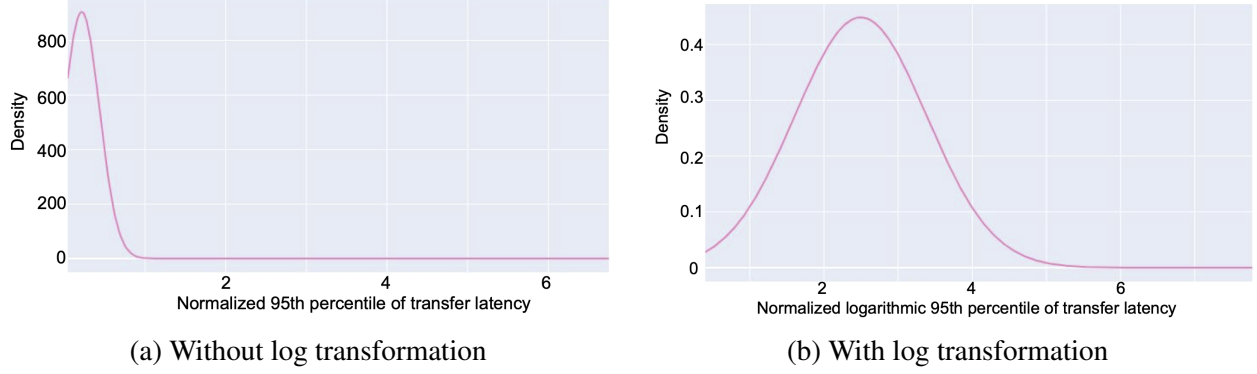 800
600
400
200
0
Density
2
4
6
Normalized 95th percentile of transfer latency
(a) Without log transformation
0.4
0.3
0.2
0.1
0
Density
2
4
6
Normalized logarithmic 95th percentile of transfer latency
(b) With log transformation